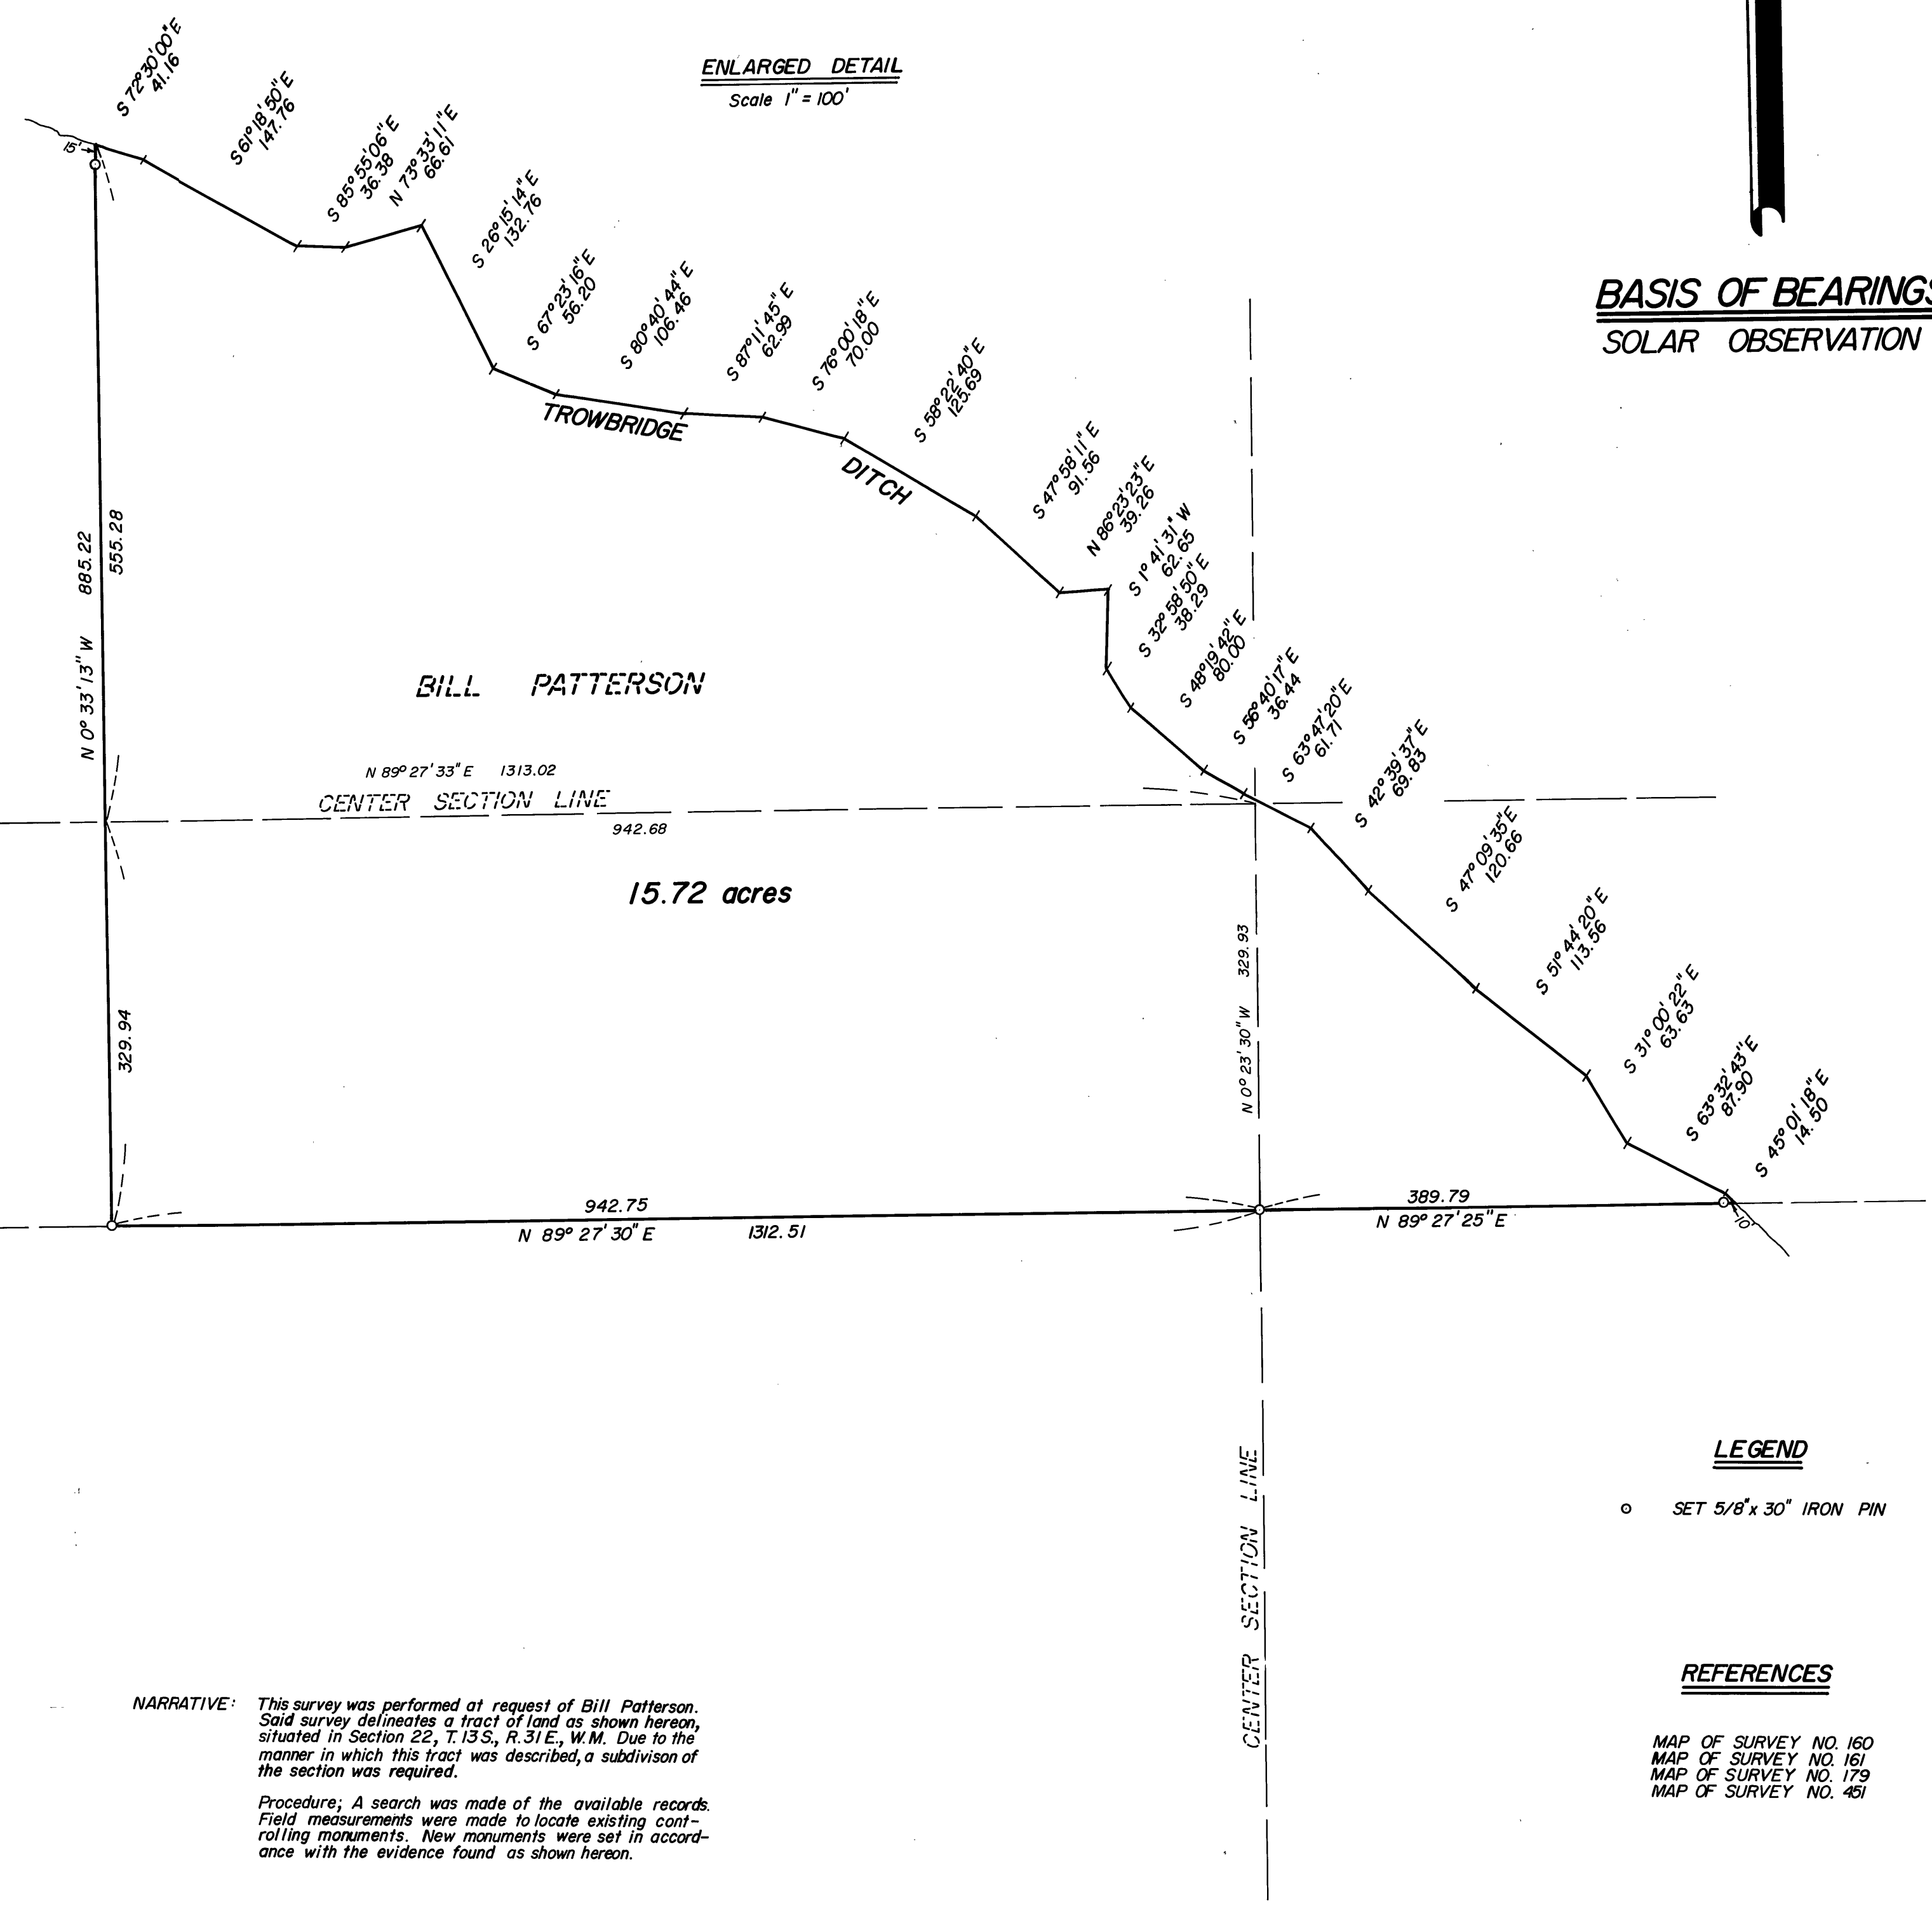 ENLARGED DETAIL
Scale 1" = 100'
S 72°30'00"E
41.16
S 61°18'50"E
147.76
S 85°55'06"E
36.38
N 73°33'11"E
66.61
S 26°15'14"E
132.76
S 67°23'16"E
56.20
S 80°40'44"E
106.46
S 87°11'45"E
62.99
S 76°00'18"E
70.00
S 58°22'40"E
125.69
S 47°58'11"E
91.56
N 86°23'23"E
39.26
S 1°41'31"W
62.65
S 32°58'50"E
38.29
S 48°19'42"E
80.00
S 56°40'17"E
36.44
S 63°47'20"E
61.71
S 42°39'37"E
69.83
S 47°09'35"E
120.66
S 51°44'20"E
113.56
S 31°00'22"E
63.63
S 63°32'43"E
87.90
S 45°01'18"E
14.50
15'
BASIS OF BEARINGS
SOLAR OBSERVATION
TROWBRIDGE
DITCH
N 0°33'13"W 885.22
555.28
329.94
BILL PATTERSON
N 89°27'33"E 1313.02
CENTER SECTION LINE
942.68
15.72 acres
N 0°23'30"W 329.93
942.75
N 89°27'30"E 1312.51
389.79
N 89°27'25"E
10'
CENTER SECTION LINE
LEGEND
SET 5/8"x 30" IRON PIN
REFERENCES
MAP OF SURVEY NO. 160
MAP OF SURVEY NO. 161
MAP OF SURVEY NO. 179
MAP OF SURVEY NO. 451
NARRATIVE: This survey was performed at request of Bill Patterson.
Said survey delineates a tract of land as shown hereon,
situated in Section 22, T. 13 S., R. 31 E., W.M. Due to the
manner in which this tract was described, a subdivison of
the section was required.
Procedure; A search was made of the available records.
Field measurements were made to locate existing cont-
rolling monuments. New monuments were set in accord-
ance with the evidence found as shown hereon.